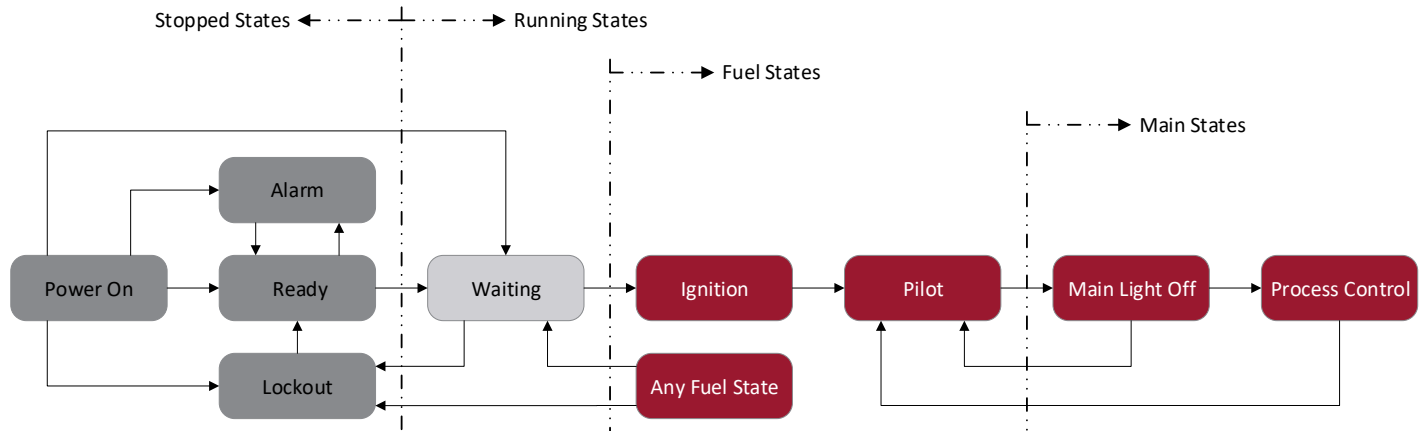 Stopped States
Running States
Fuel States
Main States
Alarm
Power On
Ready
Waiting
Ignition
Pilot
Main Light Off
Process Control
Lockout
Any Fuel State